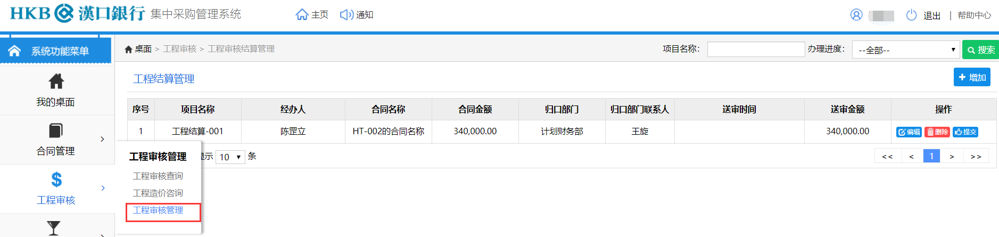 HKB 漢口銀行 集中采购管理系统 主页 通知 退出 | 帮助中心
系统功能菜单
桌面 > 工程审核 > 工程审核结算管理 项目名称： 办理进度： --全部-- 搜索
我的桌面
合同管理
工程审核
工程结算管理 增加
序号 项目名称 经办人 合同名称 合同金额 归口部门 归口部门联系人 送审时间 送审金额 操作
1 工程结算-001 陈罡立 HT-002的合同名称 340,000.00 计划财务部 王旋 340,000.00 编辑 删除 提交
显示 10 条 << < 1 > >>
工程审核管理
工程审核查询
工程造价咨询
工程审核管理